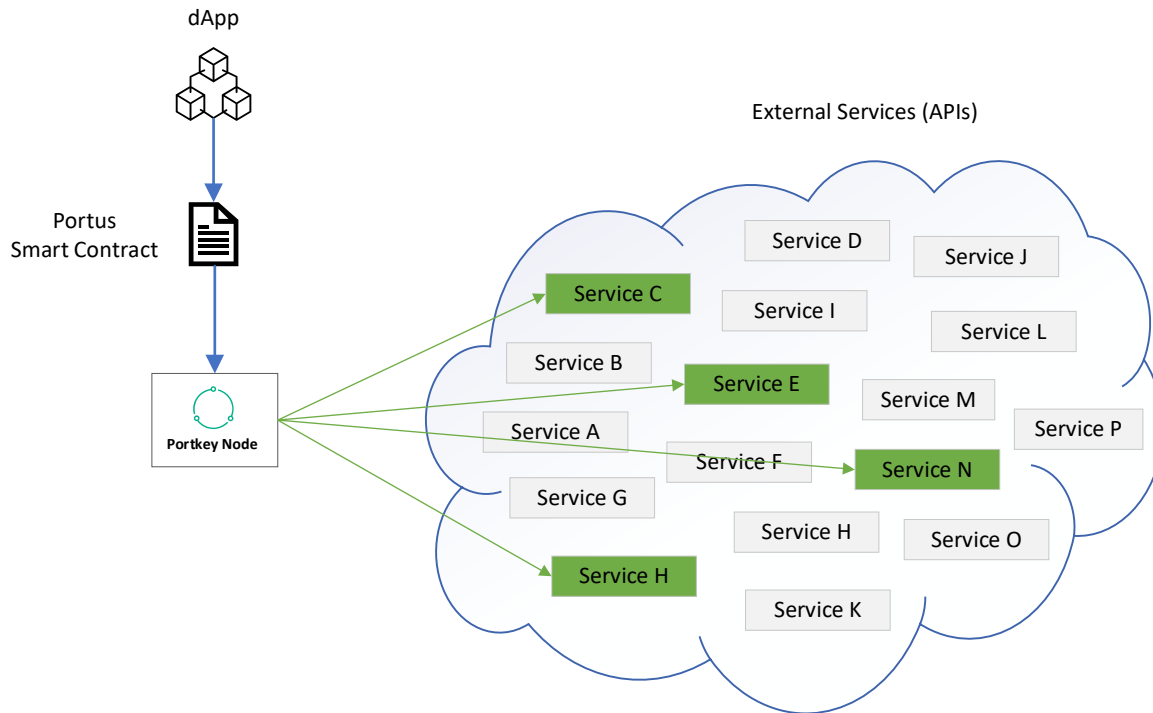 dApp
External Services (APIs)
Portus
Smart Contract
Service D
Service J
Service C
Service I
Service L
Service B
Service E
Service M
Service A
Service P
Portkey Node
Service F
Service N
Service G
Service H
Service O
Service H
Service K